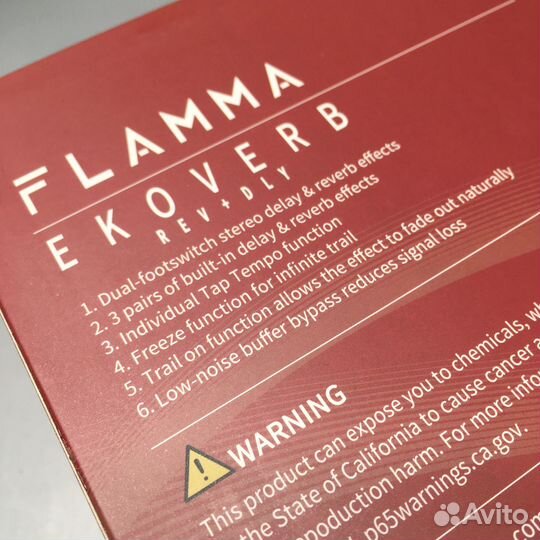 FLAMMA
EKOVERB
REV+DLY
1. Dual-footswitch stereo delay & reverb effects
2. 3 pairs of built-in delay & reverb effects
3. Individual Tap Tempo function
4. Freeze function for infinite trail
5. Trail on function allows the effect to fade out naturally
6. Low-noise buffer bypass reduces signal loss
WARNING
This product can expose you to chemicals,
the State of California to cause cancer
reproduction harm. For more
p65warnings.ca.gov.
Avito